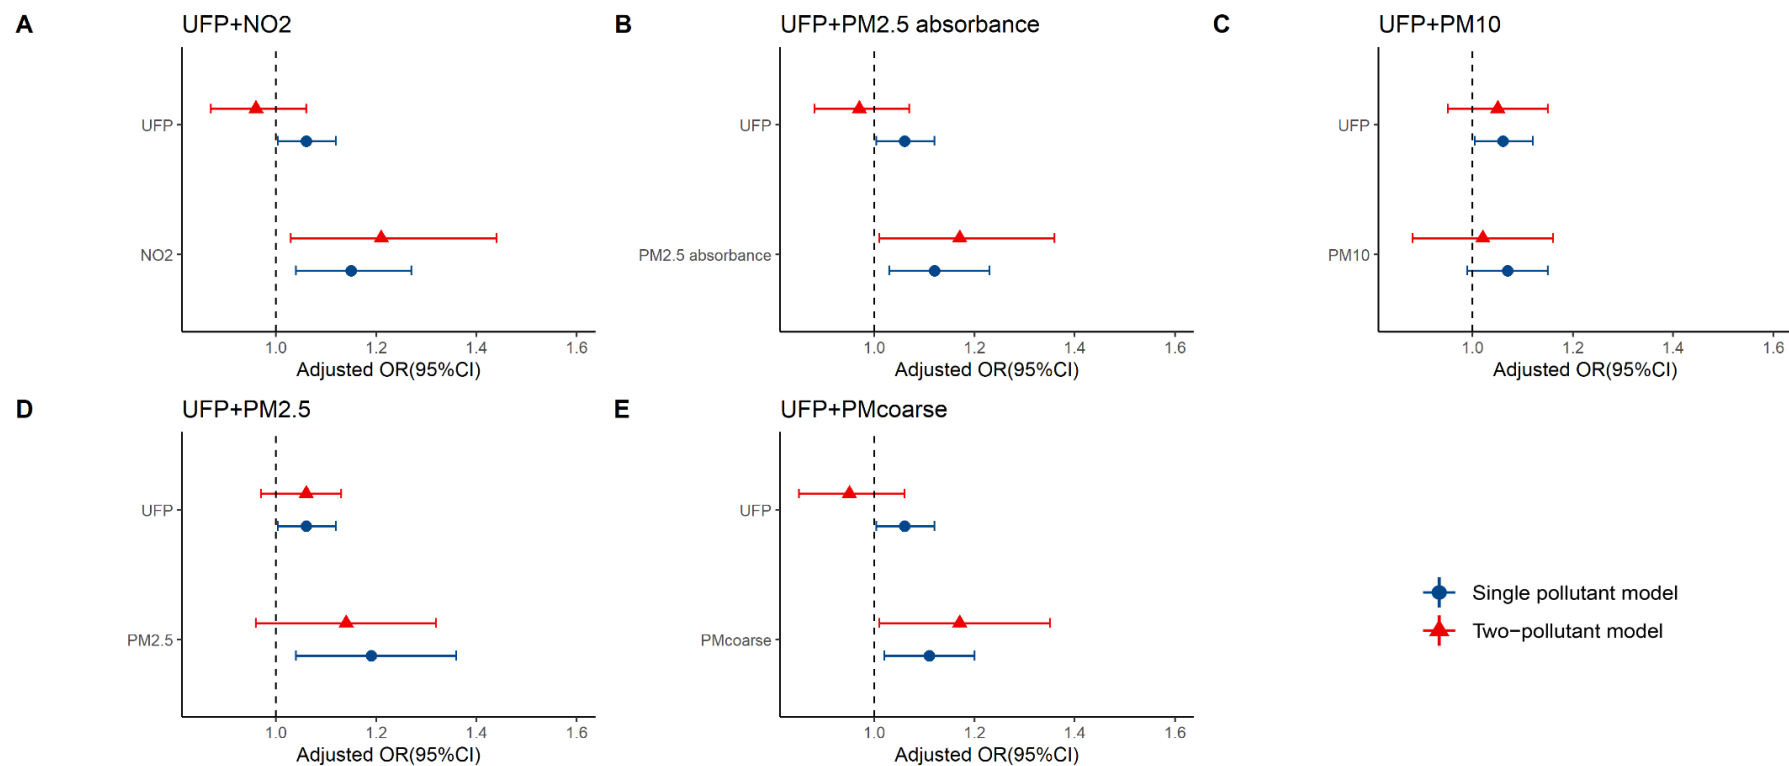 A
UFP+NO2
UFP
NO2
1.0 1.2 1.4 1.6
Adjusted OR(95%CI)
B
UFP+PM2.5 absorbance
UFP
PM2.5 absorbance
1.0 1.2 1.4 1.6
Adjusted OR(95%CI)
C
UFP+PM10
UFP
PM10
1.0 1.2 1.4 1.6
Adjusted OR(95%CI)
D
UFP+PM2.5
UFP
PM2.5
1.0 1.2 1.4 1.6
Adjusted OR(95%CI)
E
UFP+PMcoarse
UFP
PMcoarse
1.0 1.2 1.4 1.6
Adjusted OR(95%CI)
Single pollutant model
Two−pollutant model